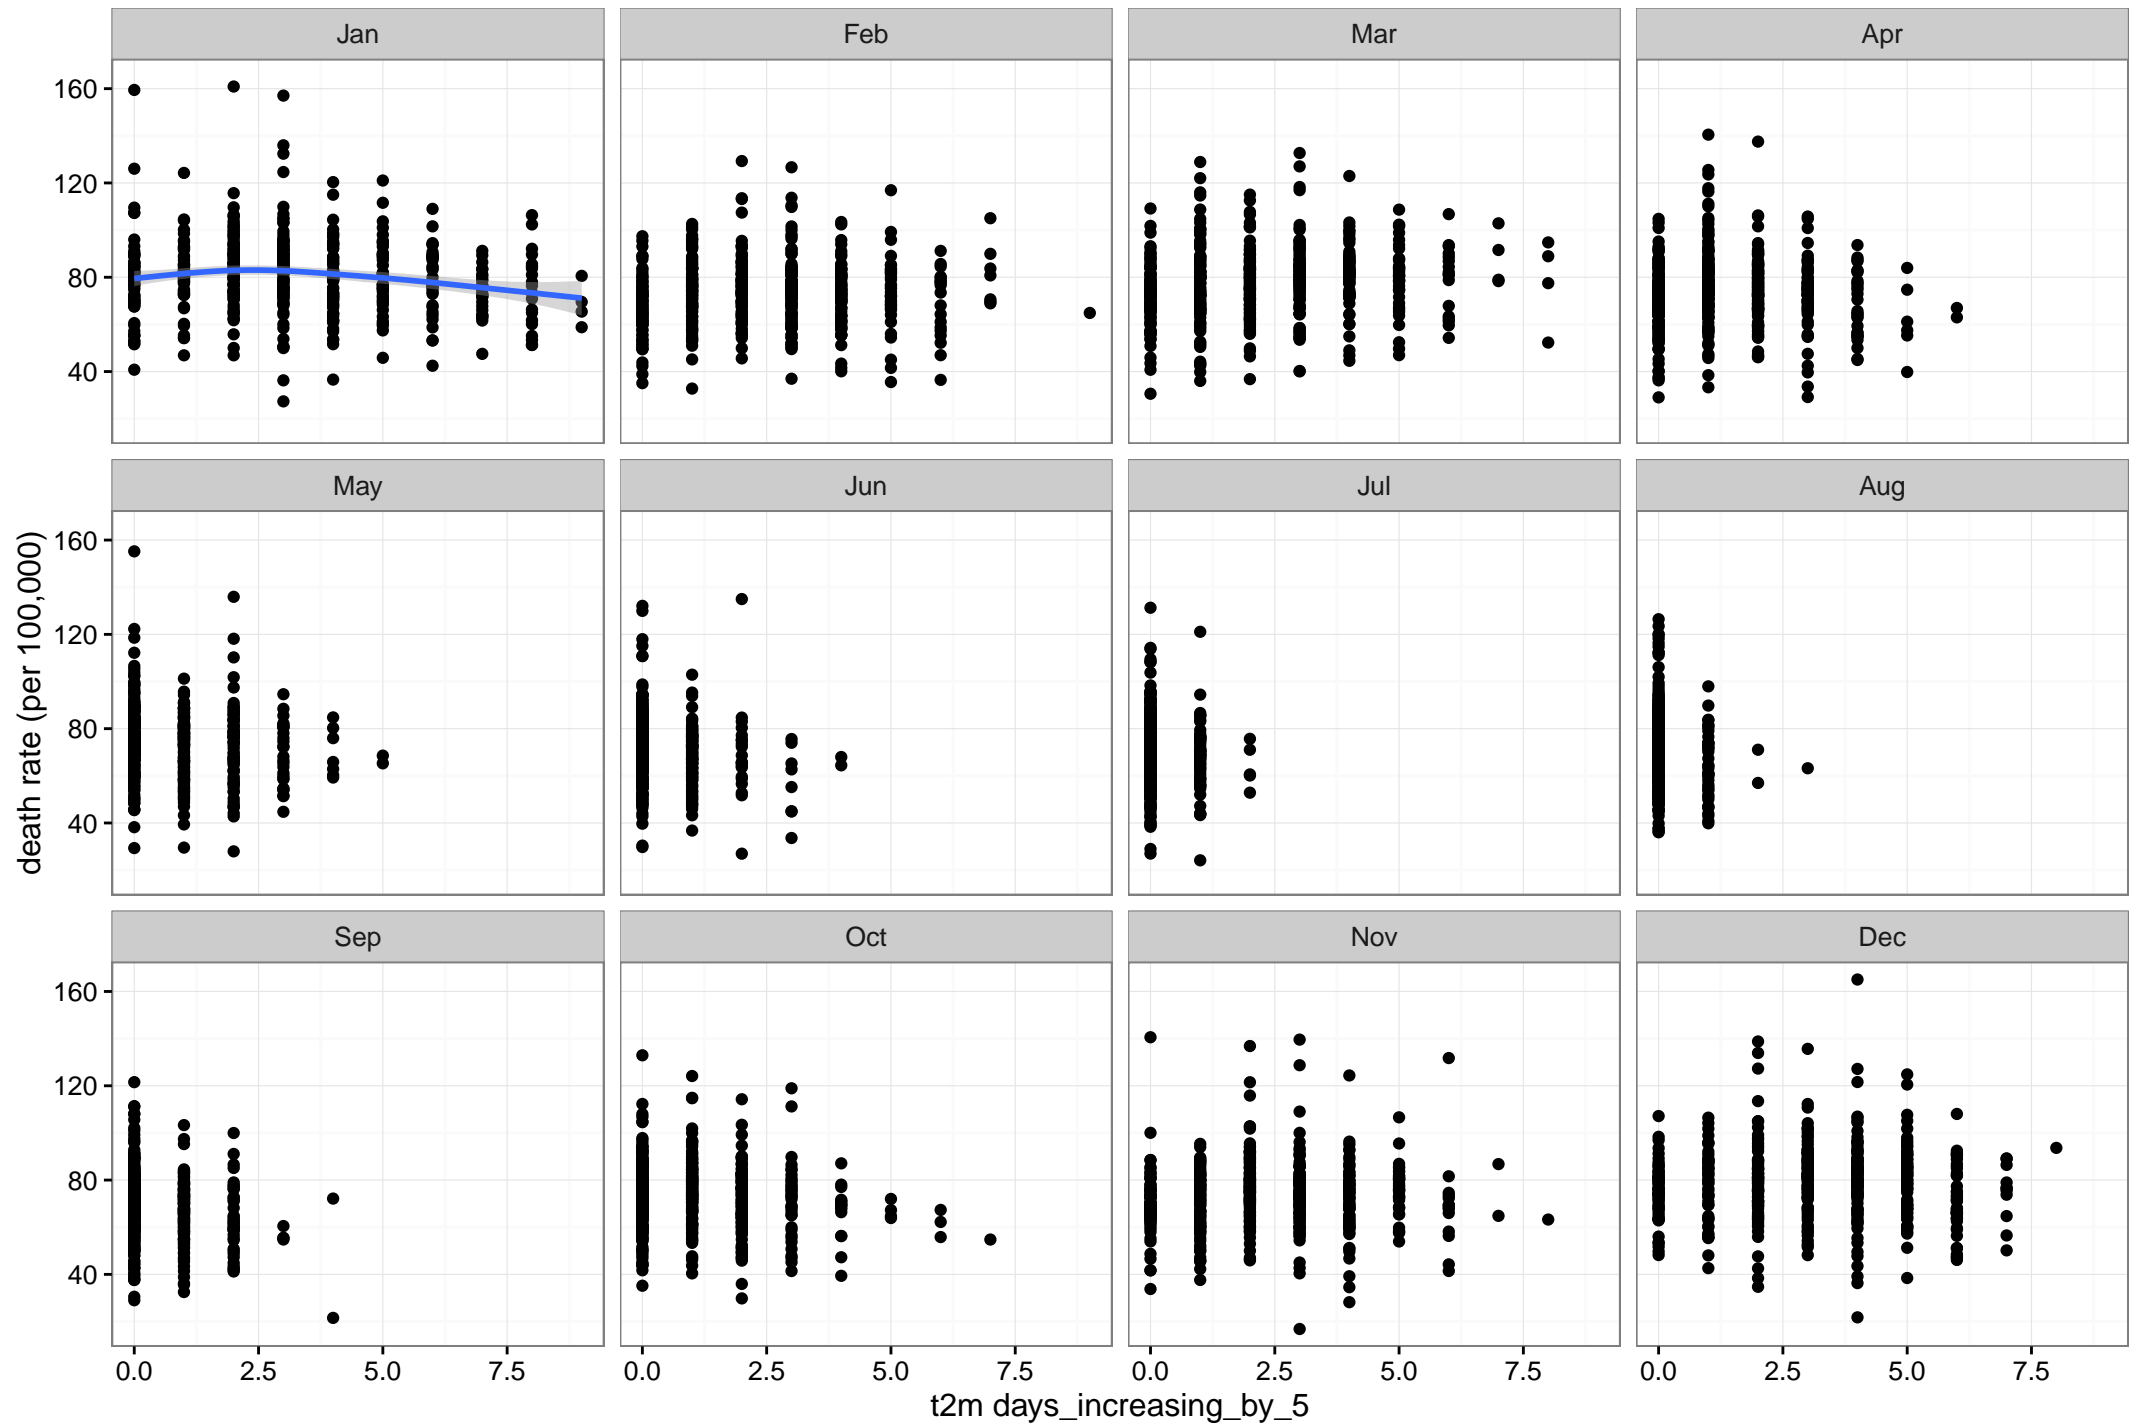 Jan Feb Mar Apr
160
120
80
40
May Jun Jul Aug
160
120
80
40
death rate (per 100,000)
Sep Oct Nov Dec
160
120
80
40
0.0 2.5 5.0 7.5 0.0 2.5 5.0 7.5 0.0 2.5 5.0 7.5 0.0 2.5 5.0 7.5
t2m days_increasing_by_5